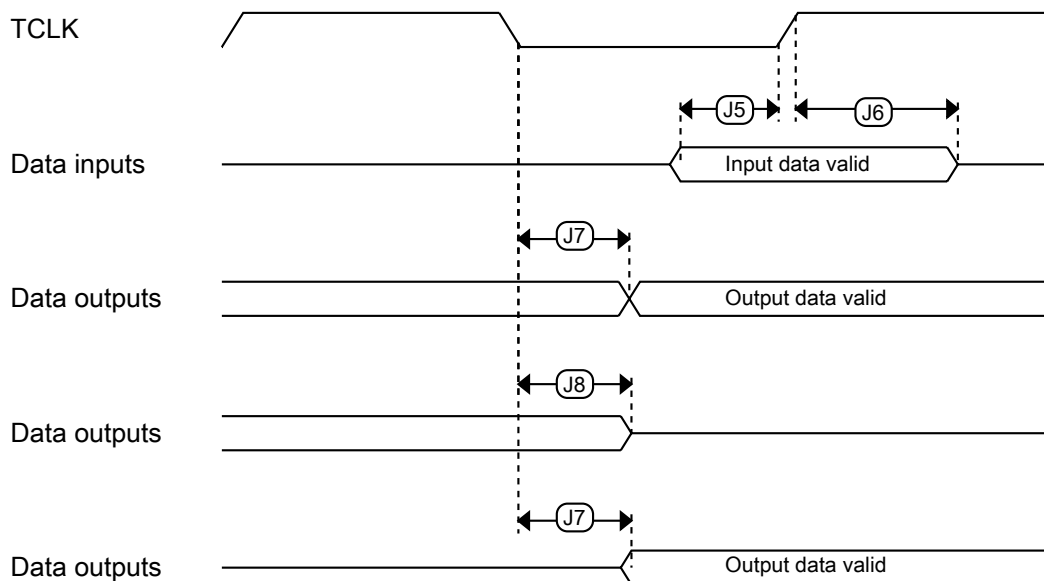 TCLK
J5
J6
Data inputs
Input data valid
J7
Data outputs
Output data valid
J8
Data outputs
J7
Data outputs
Output data valid